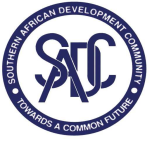 SOUTHERN AFRICAN DEVELOPMENT COMMUNITY
SADC
TOWARDS A COMMON FUTURE